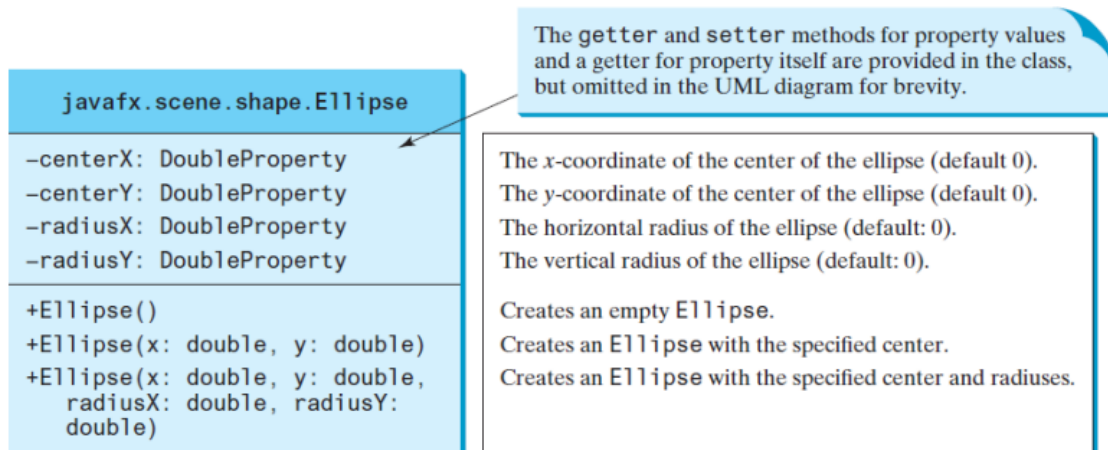 The getter and setter methods for property values
and a getter for property itself are provided in the class,
but omitted in the UML diagram for brevity.
javafx.scene.shape.Ellipse
–centerX: DoubleProperty
–centerY: DoubleProperty
–radiusX: DoubleProperty
–radiusY: DoubleProperty
The x-coordinate of the center of the ellipse (default 0).
The y-coordinate of the center of the ellipse (default 0).
The horizontal radius of the ellipse (default: 0).
The vertical radius of the ellipse (default: 0).
+Ellipse()
+Ellipse(x: double, y: double)
+Ellipse(x: double, y: double,
radiusX: double, radiusY:
double)
Creates an empty Ellipse.
Creates an Ellipse with the specified center.
Creates an Ellipse with the specified center and radiuses.